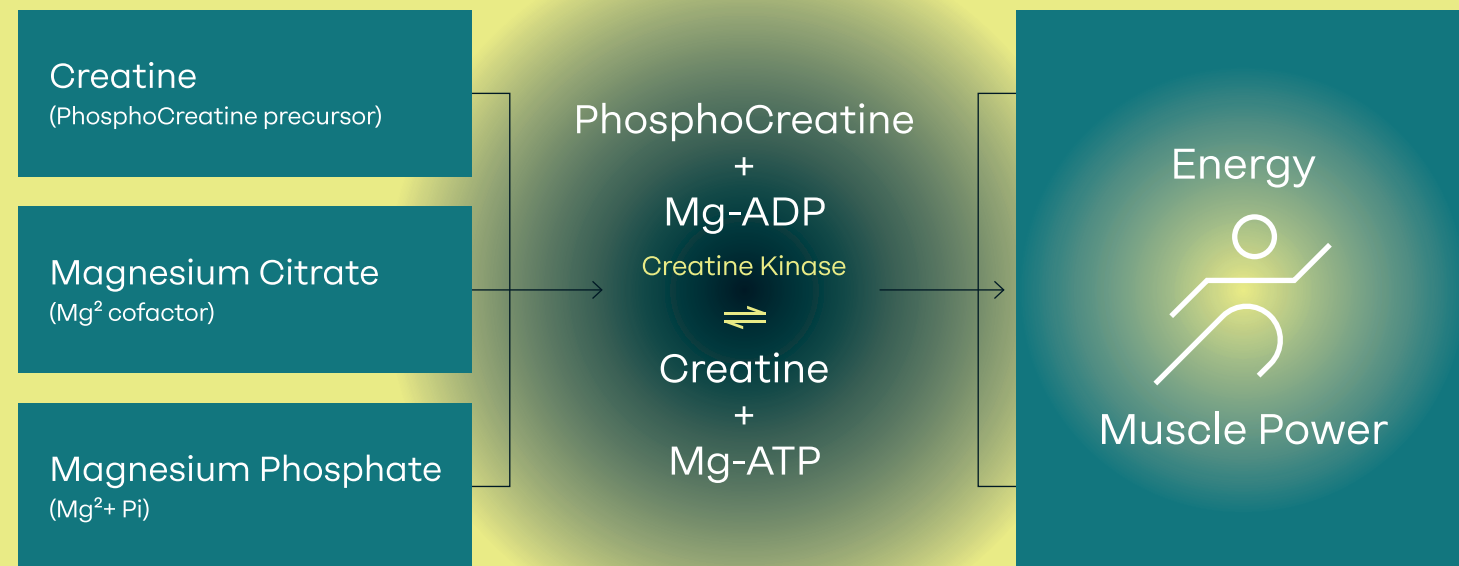 Creatine
(PhosphoCreatine precursor)
Magnesium Citrate
(Mg² cofactor)
Magnesium Phosphate
(Mg²+ Pi)
PhosphoCreatine
+
Mg-ADP
Creatine Kinase
⇌
Creatine
+
Mg-ATP
Energy
Muscle Power